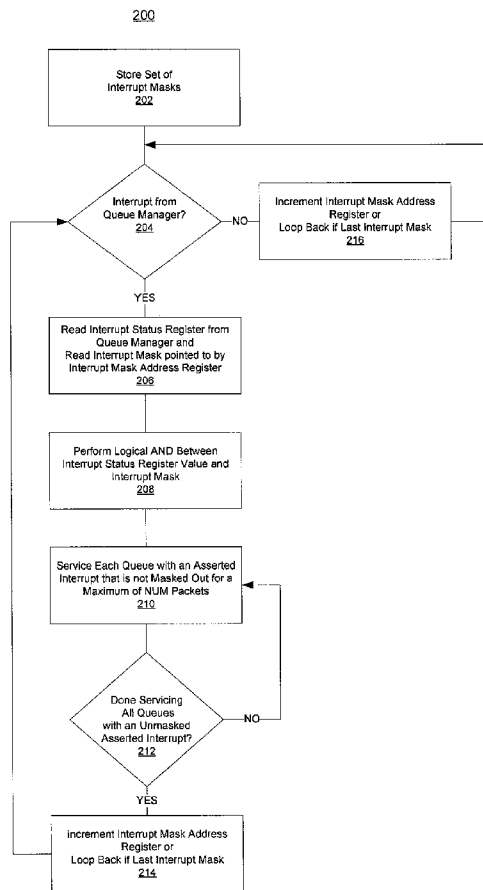 200
Store Set of
Interrupt Masks
202
Interrupt from
Queue Manager?
204
NO
Increment Interrupt Mask Address
Register or
Loop Back if Last Interrupt Mask
216
YES
Read Interrupt Status Register from
Queue Manager and
Read Interrupt Mask pointed to by
Interrupt Mask Address Register
206
Perform Logical AND Between
Interrupt Status Register Value and
Interrupt Mask
208
Service Each Queue with an Asserted
Interrupt that is not Masked Out for a
Maximum of NUM Packets
210
Done Servicing
All Queues
with an Unmasked
Asserted Interrupt?
212
NO
YES
Increment Interrupt Mask Address
Register or
Loop Back if Last Interrupt Mask
214